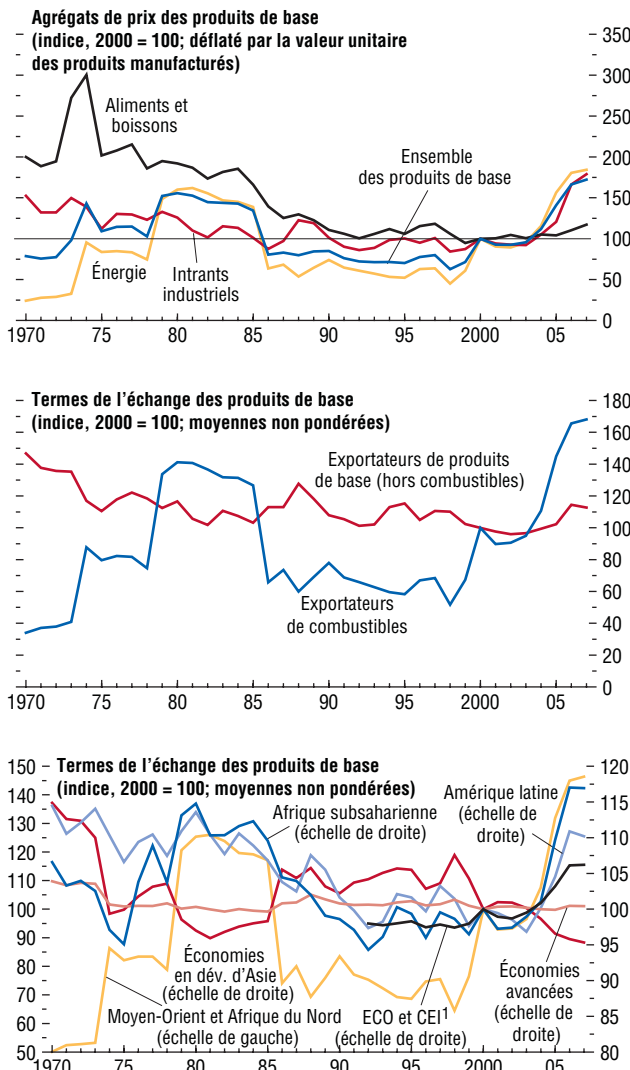 Agrégats de prix des produits de base
(indice, 2000 = 100; déflaté par la valeur unitaire
des produits manufacturés)
350
300
250
200
150
100
50
0
Aliments et
boissons
Ensemble
des produits de base
Énergie
Intrants
industriels
1970 75 80 85 90 95 2000 05
Termes de l'échange des produits de base
(indice, 2000 = 100; moyennes non pondérées)
180
160
140
120
100
80
60
40
20
0
Exportateurs de produits
de base (hors combustibles)
Exportateurs
de combustibles
1970 75 80 85 90 95 2000 05
Termes de l'échange des produits de base
(indice, 2000 = 100; moyennes non pondérées)
150
140
130
120
110
100
90
80
70
60
50
120
115
110
105
100
95
90
85
80
Afrique subsaharienne
(échelle de droite)
Amérique latine
(échelle de
droite)
Économies
en dév. d'Asie
(échelle de droite)
Moyen-Orient et Afrique du Nord
(échelle de gauche)
ECO et CEI¹
(échelle de droite)
Économies
avancées
(échelle de
droite)
1970 75 80 85 90 95 2000 05